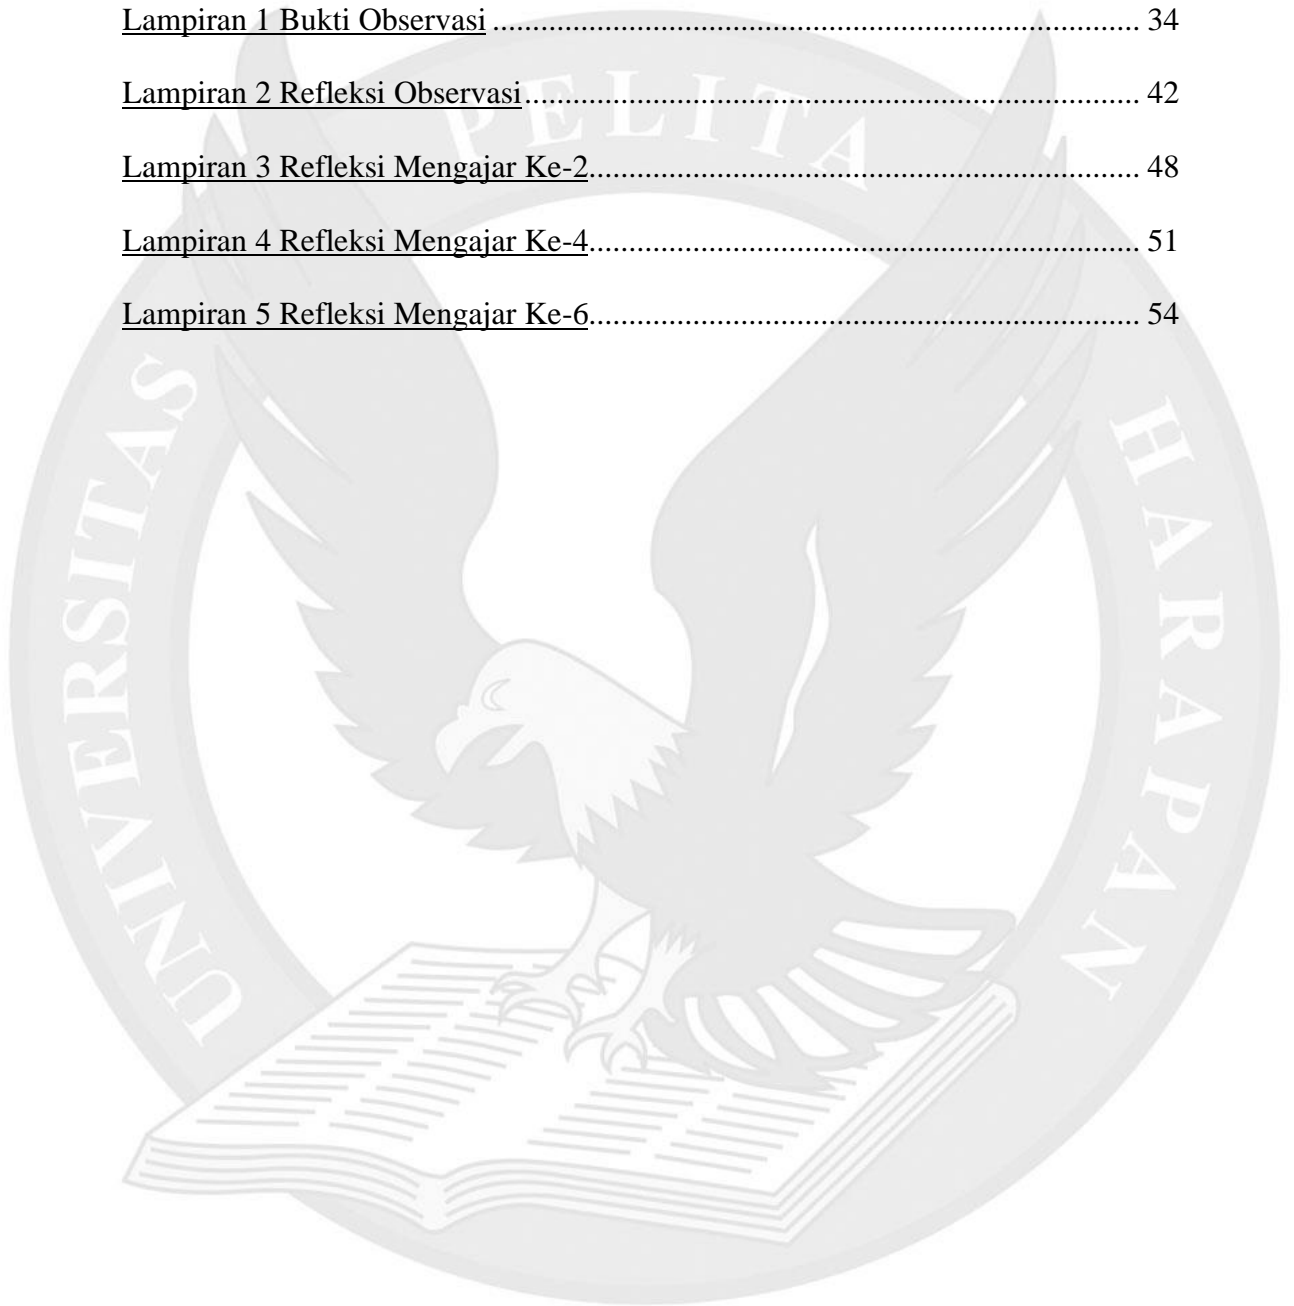 Lampiran 1 Bukti Observasi ................................................................................. 34
Lampiran 2 Refleksi Observasi............................................................................. 42
Lampiran 3 Refleksi Mengajar Ke-2..................................................................... 48
Lampiran 4 Refleksi Mengajar Ke-4..................................................................... 51
Lampiran 5 Refleksi Mengajar Ke-6..................................................................... 54
UNIVERSITAS PELITA HARAPAN